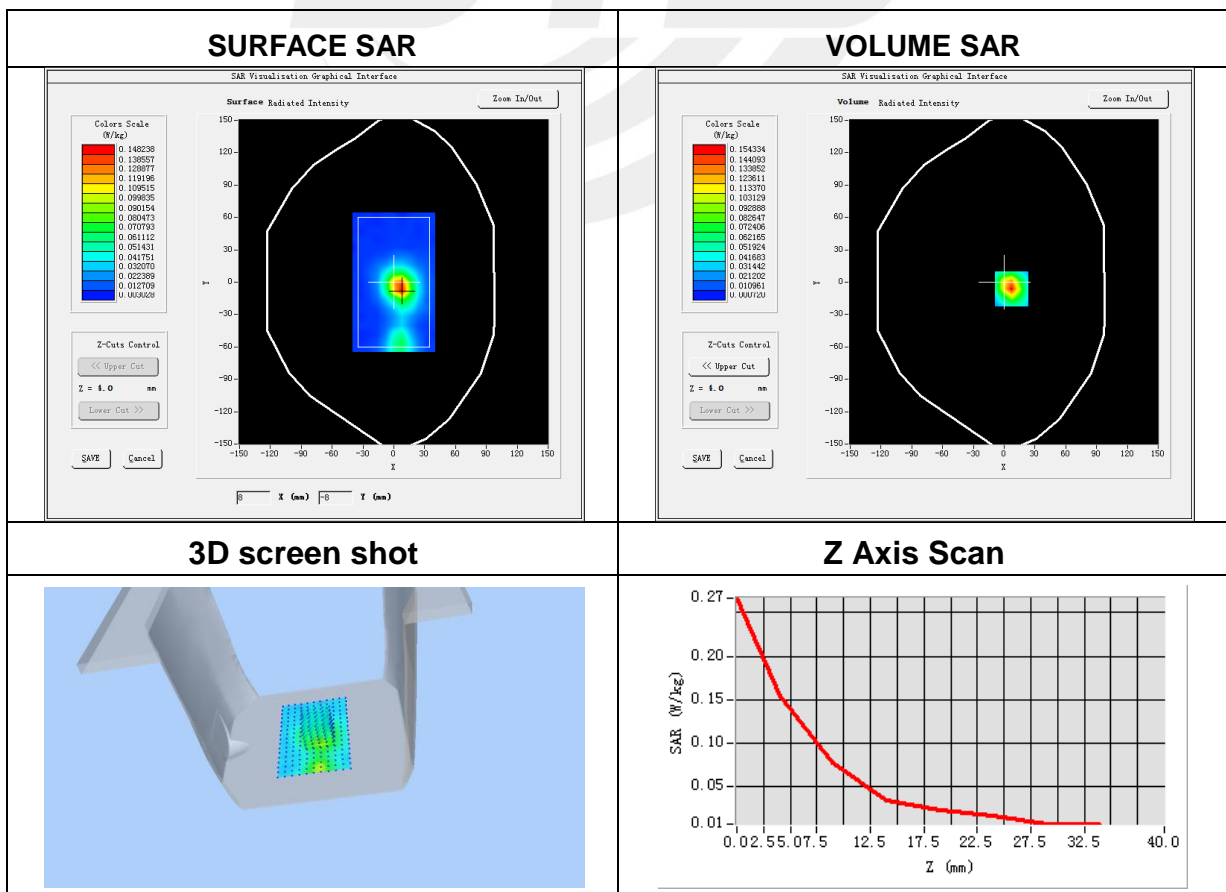 SURFACE SAR
SAR Visualisation Graphical Interface
Surface Radiated Intensity
Zoom In/Out
Colors Scale
(W/kg)
0.148238
0.138557
0.128877
0.119196
0.109515
0.099835
0.090154
0.080473
0.070793
0.061112
0.051431
0.041751
0.032070
0.022389
0.012709
0.003028
Z-Cuts Control
<< Upper Cut
Z = 4.0 mm
Lower Cut >>
SAVE Cancel
150
120
90
60
30
0
-30
-60
-90
-120
-150
Y
-150 -120 -90 -60 -30 0 30 60 90 120 150
X
8 X (mm) -8 Y (mm)
VOLUME SAR
SAR Visualisation Graphical Interface
Volume Radiated Intensity
Zoom In/Out
Colors Scale
(W/kg)
0.154334
0.144093
0.133852
0.123611
0.113370
0.103129
0.092888
0.082647
0.072406
0.062165
0.051924
0.041683
0.031442
0.021202
0.010961
0.000720
Z-Cuts Control
<< Upper Cut
Z = 4.0 mm
Lower Cut >>
SAVE Cancel
150
120
90
60
30
0
-30
-60
-90
-120
-150
Y
-150 -120 -90 -60 -30 0 30 60 90 120 150
X
3D screen shot
Z Axis Scan
0.27
0.20
0.15
0.10
0.05
0.01
SAR (W/kg)
0.0 2.5 5.0 7.5 12.5 17.5 22.5 27.5 32.5 40.0
Z (mm)